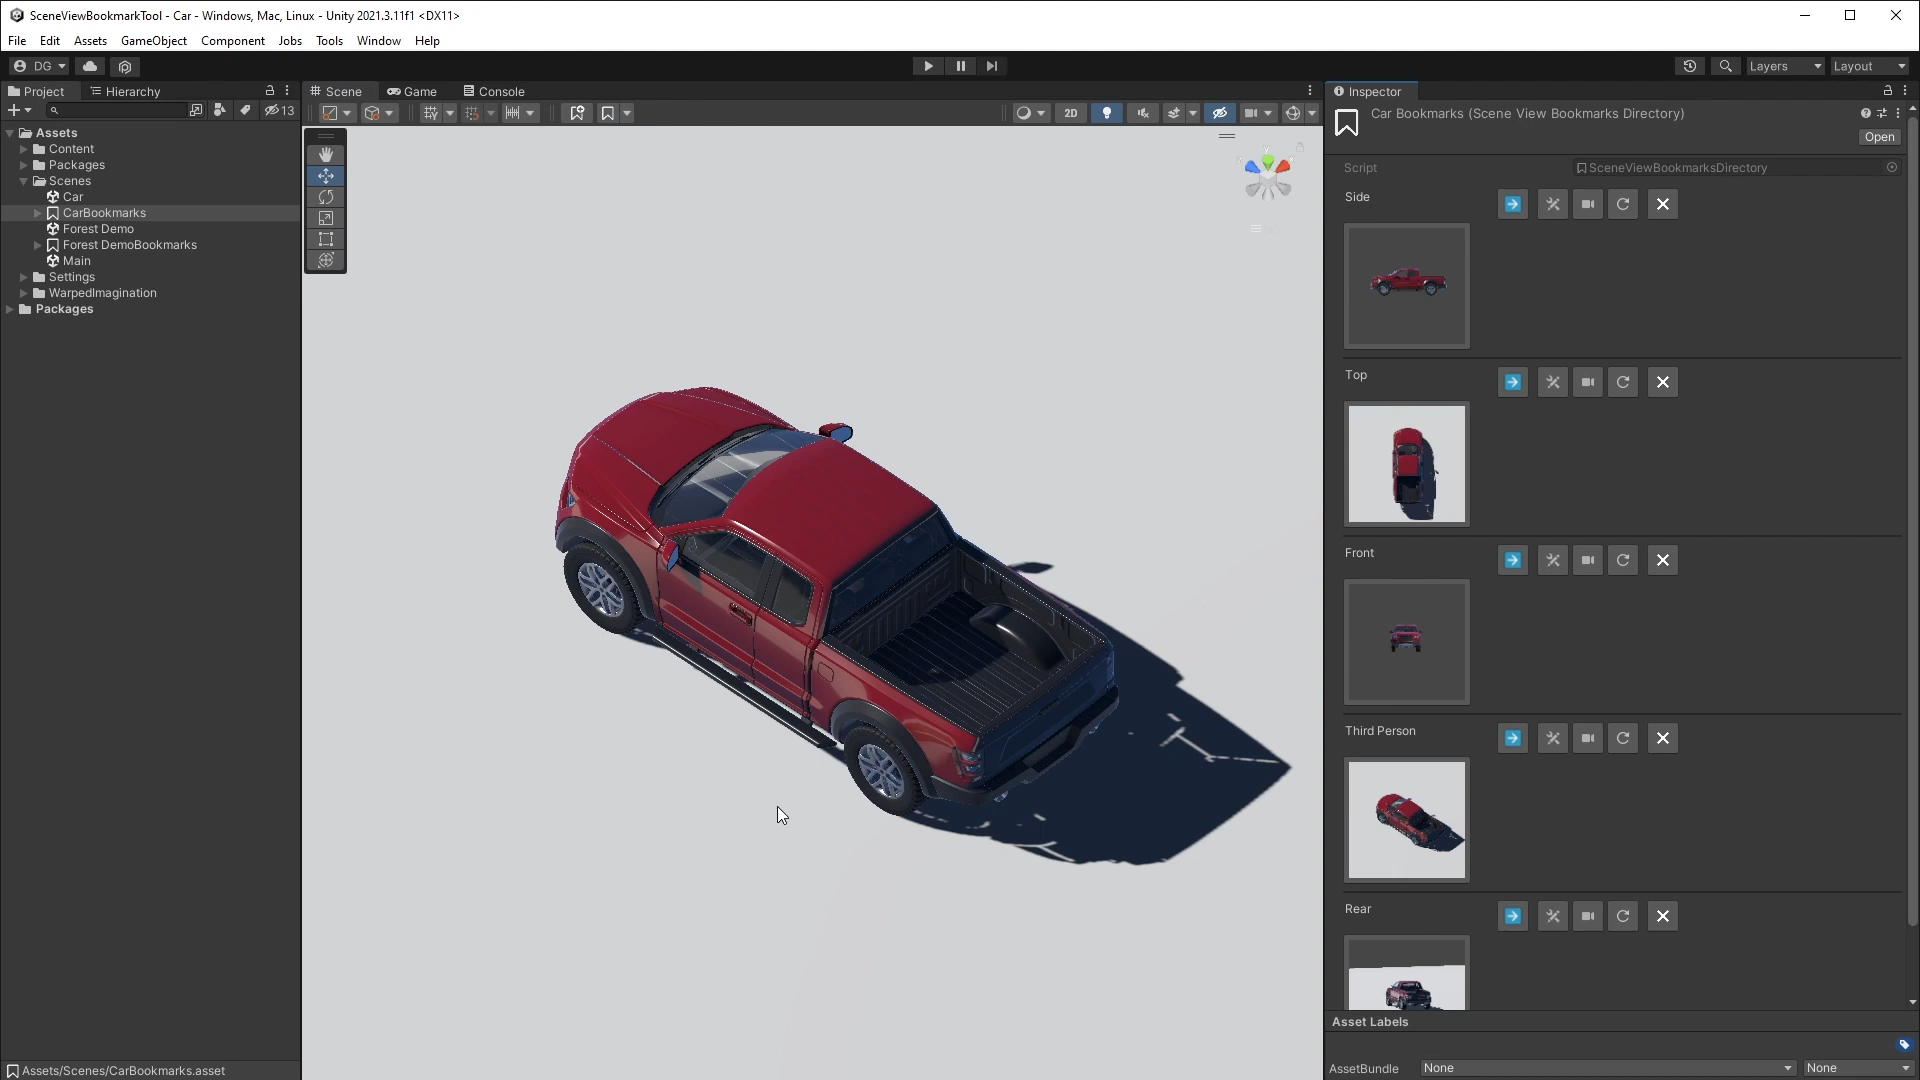 SceneViewBookmarkTool - Car - Windows, Mac, Linux - Unity 2021.3.11f1 <DX11>
File Edit Assets GameObject Component Jobs Tools Window Help
DG
Layers
Layout
Project
Hierarchy
13
Assets
Content
Packages
Scenes
Car
CarBookmarks
Forest Demo
Forest DemoBookmarks
Main
Settings
WarpedImagination
Packages
Assets/Scenes/CarBookmarks.asset
Scene
Game
Console
2D
Inspector
Car Bookmarks (Scene View Bookmarks Directory)
Open
Script
SceneViewBookmarksDirectory
Side
Top
Front
Third Person
Rear
Asset Labels
AssetBundle
None
None